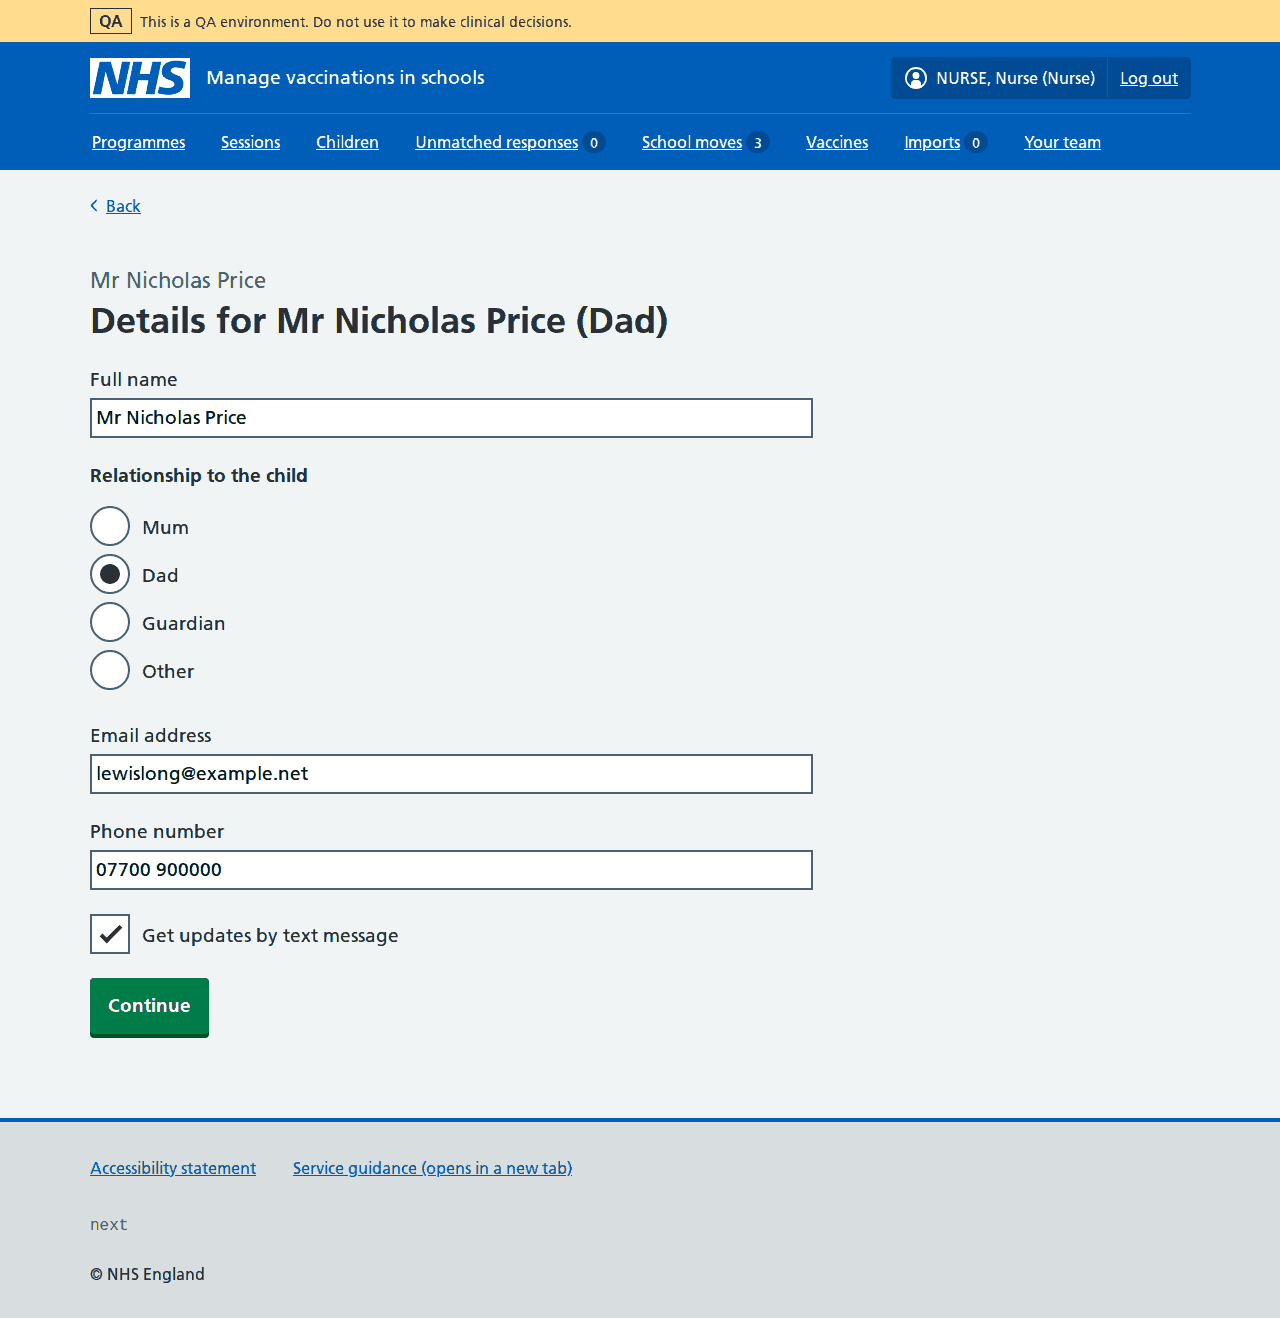 QA This is a QA environment. Do not use it to make clinical decisions.
NHS Manage vaccinations in schools NURSE, Nurse (Nurse) Log out
Programmes Sessions Children Unmatched responses 0 School moves 3 Vaccines Imports 0 Your team
Back
Mr Nicholas Price
Details for Mr Nicholas Price (Dad)
Full name
Mr Nicholas Price
Relationship to the child
Mum
Dad
Guardian
Other
Email address
lewislong@example.net
Phone number
07700 900000
Get updates by text message
Continue
Accessibility statement Service guidance (opens in a new tab)
next
© NHS England